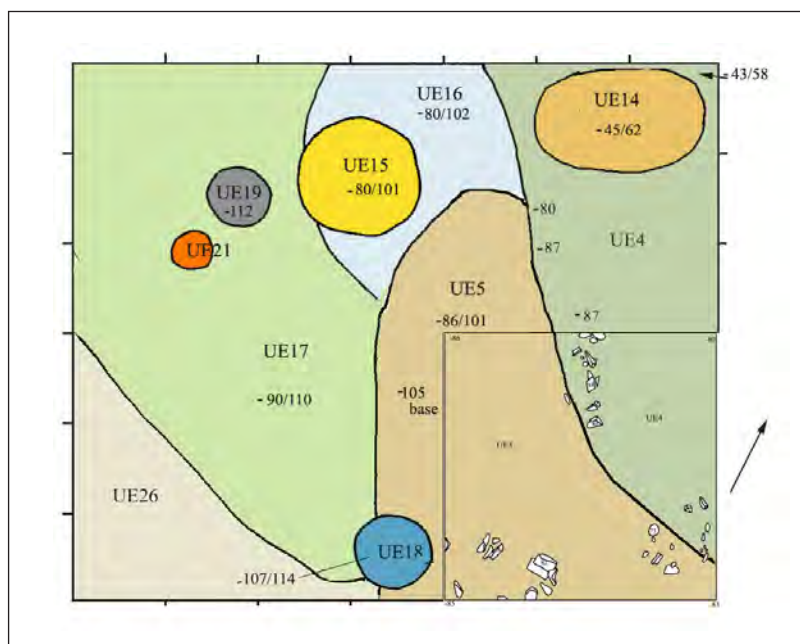 -43/58
UE14
-45/62
UE16
-80/102
UE15
-80/101
UE19
-112
UE21
-80
-87
UE4
UE5
-86/101
-87
UE17
-90/110
-105
base
UE4
UE26
UE18
-107/114